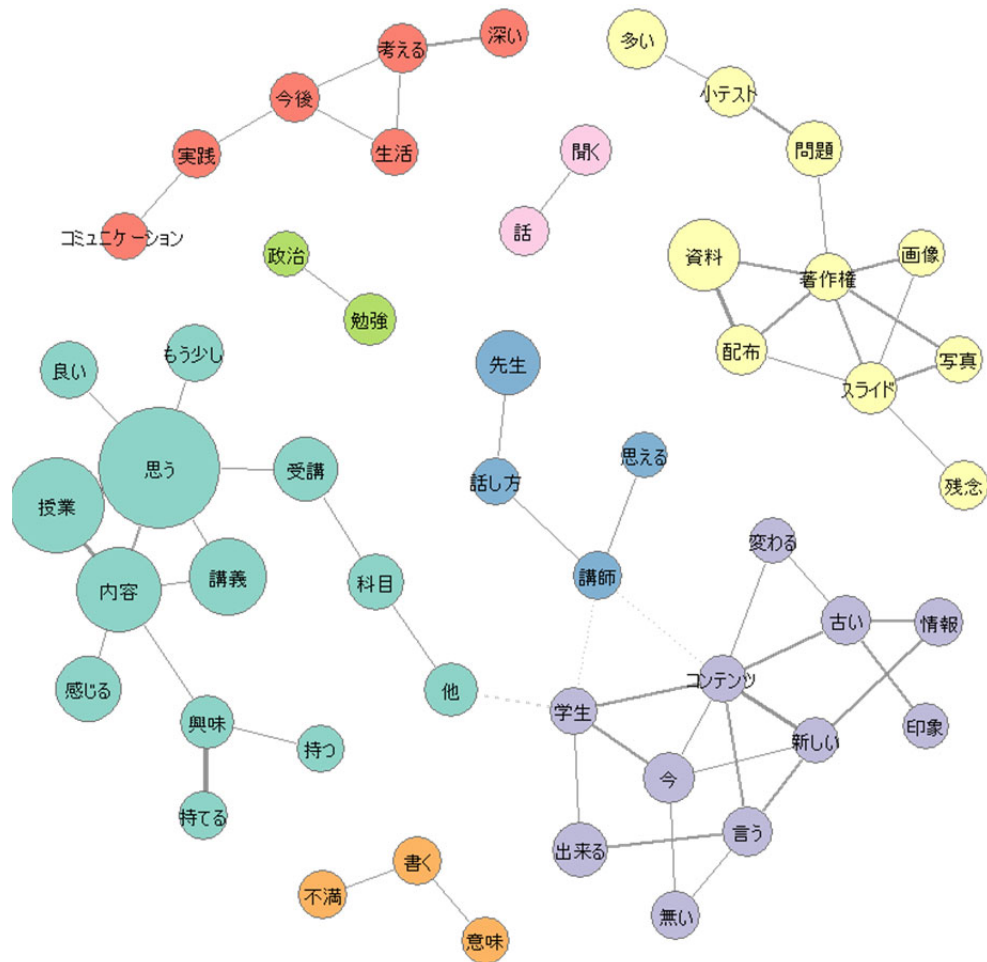 深い
考える
多い
今後
小テスト
実践
生活
聞く
問題
コミュニケーション
話
政治
資料
画像
著作権
勉強
配布
写真
もう少し
良い
先生
スライド
思う
受講
思える
話し方
残念
授業
変わる
内容
講義
科目
講師
古い
情報
感じる
他
コンテンツ
学生
興味
持つ
新しい
印象
今
持てる
言う
出来る
書く
不満
無い
意味